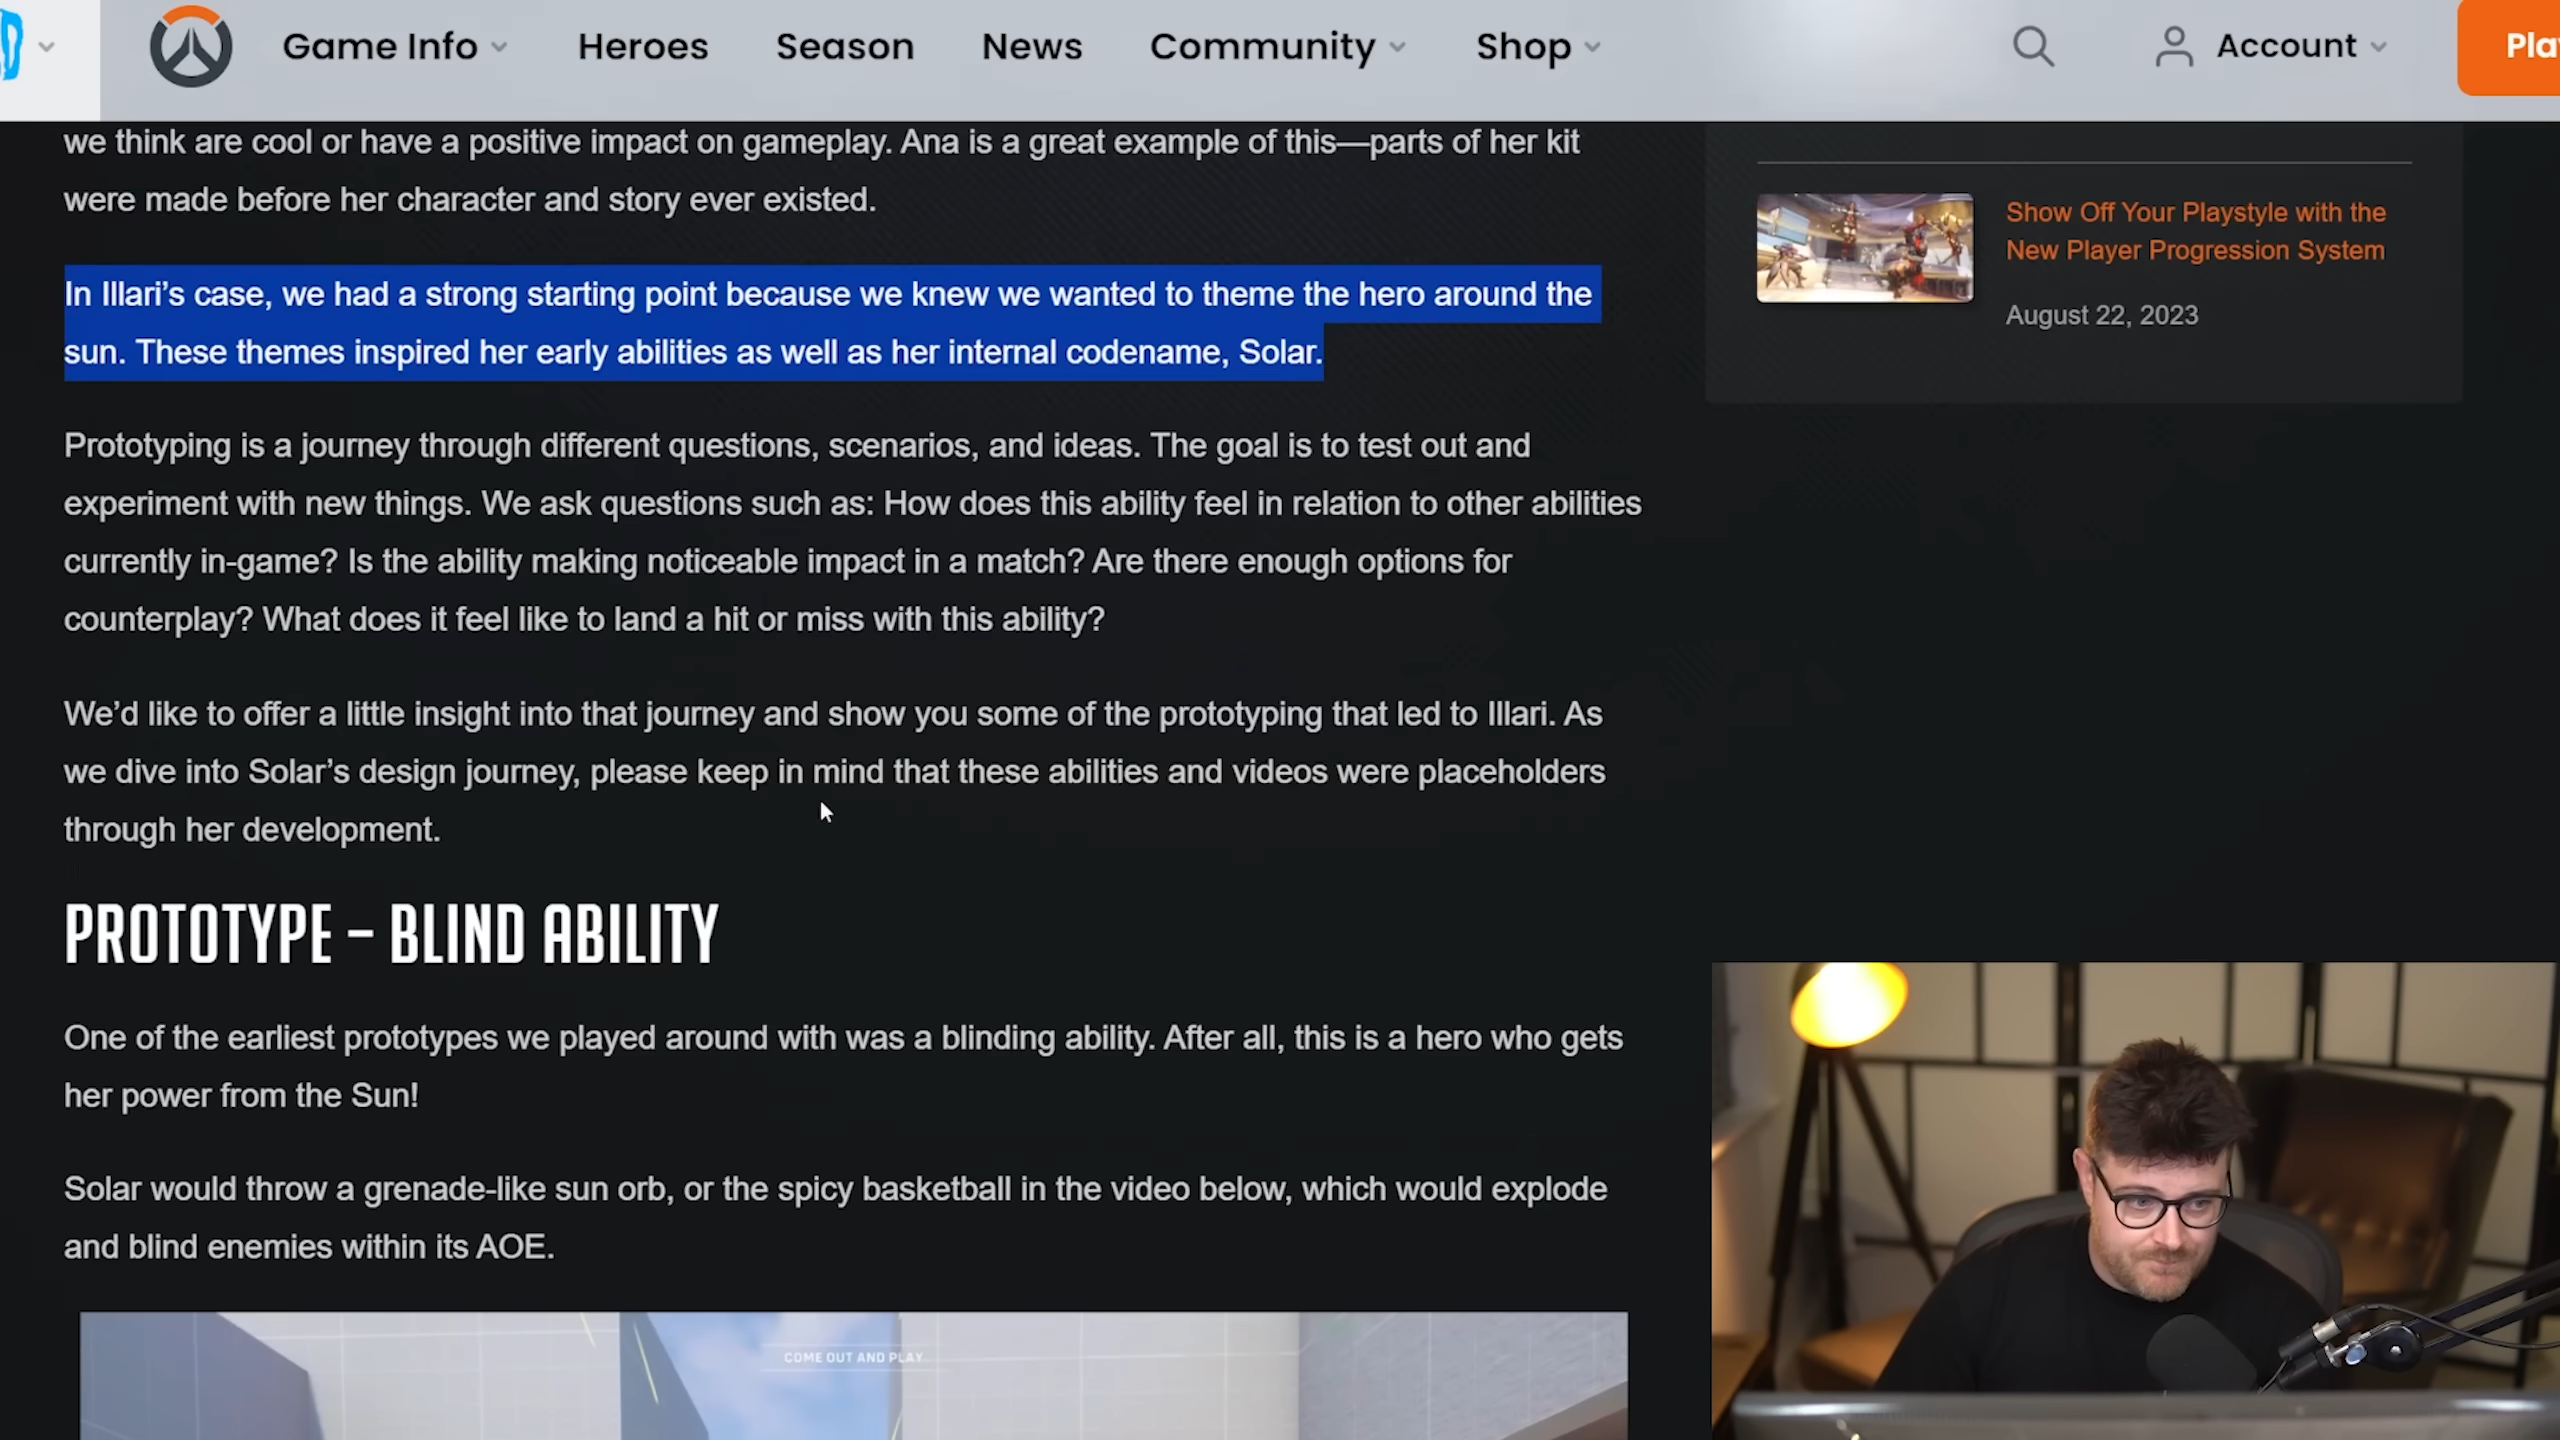 Game Info
Heroes
Season
News
Community
Shop
Account
we think are cool or have a positive impact on gameplay. Ana is a great example of this—parts of her kit
were made before her character and story ever existed.
In Illari’s case, we had a strong starting point because we knew we wanted to theme the hero around the
sun. These themes inspired her early abilities as well as her internal codename, Solar.
Prototyping is a journey through different questions, scenarios, and ideas. The goal is to test out and
experiment with new things. We ask questions such as: How does this ability feel in relation to other abilities
currently in-game? Is the ability making noticeable impact in a match? Are there enough options for
counterplay? What does it feel like to land a hit or miss with this ability?
We’d like to offer a little insight into that journey and show you some of the prototyping that led to Illari. As
we dive into Solar’s design journey, please keep in mind that these abilities and videos were placeholders
through her development.
PROTOTYPE – BLIND ABILITY
One of the earliest prototypes we played around with was a blinding ability. After all, this is a hero who gets
her power from the Sun!
Solar would throw a grenade-like sun orb, or the spicy basketball in the video below, which would explode
and blind enemies within its AOE.
COME OUT AND PLAY
Show Off Your Playstyle with the
New Player Progression System
August 22, 2023